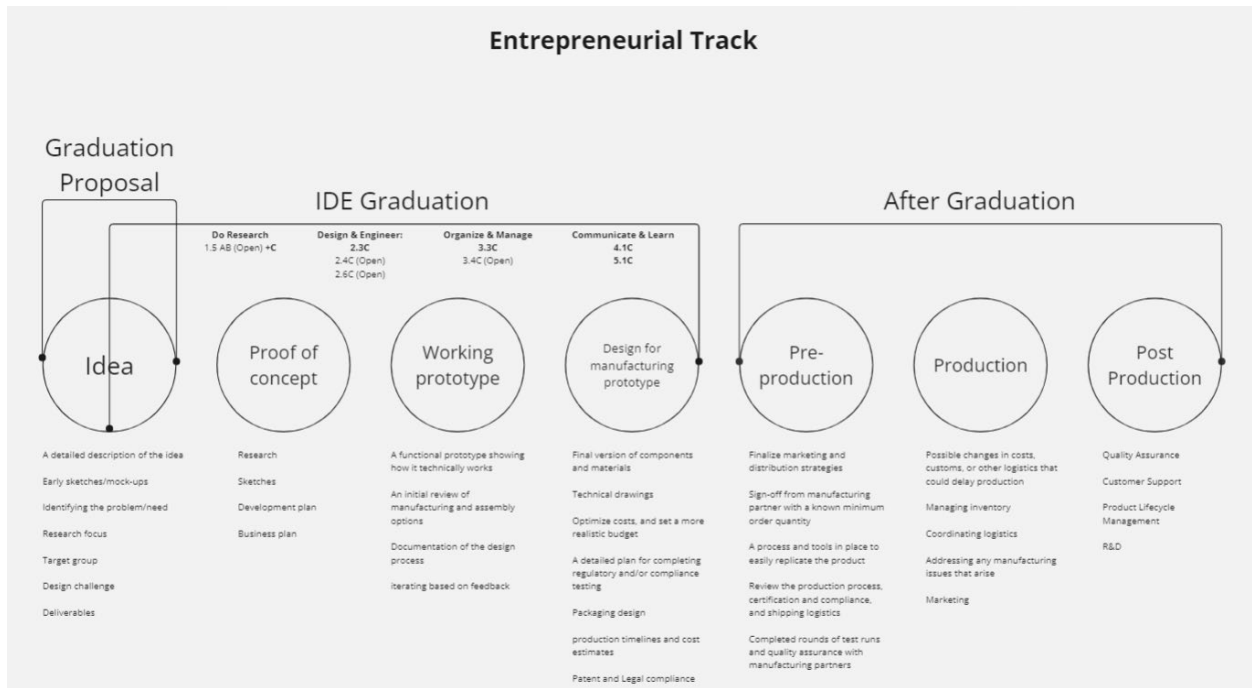 Entrepreneurial Track
Graduation
Proposal
IDE Graduation
After Graduation
Do Research
1.5 AB (Open) +C
Design & Engineer:
2.3C
2.4C (Open)
2.6C (Open)
Organize & Manage
3.3C
3.4C (Open)
Communicate & Learn
4.1C
5.1C
Idea
Proof of
concept
Working
prototype
Design for
manufacturing
prototype
Pre-
production
Production
Post
Production
A detailed description of the idea
Early sketches/mock-ups
Identifying the problem/need
Research focus
Target group
Design challenge
Deliverables
Research
Sketches
Development plan
Business plan
A functional prototype showing
how it technically works
An initial review of
manufacturing and assembly
options
Documentation of the design
process
iterating based on feedback
Final version of components
and materials
Technical drawings
Optimize costs, and set a more
realistic budget
A detailed plan for completing
regulatory and/or compliance
testing
Packaging design
production timelines and cost
estimates
Patent and Legal compliance
Finalize marketing and
distribution strategies
Sign-off from manufacturing
partner with a known minimum
order quantity
A process and tools in place to
easily replicate the product
Review the production process,
certification and compliance,
and shipping logistics
Completed rounds of test runs
and quality assurance with
manufacturing partners
Possible changes in costs,
customs, or other logistics that
could delay production
Managing inventory
Coordinating logistics
Addressing any manufacturing
issues that arise
Marketing
Quality Assurance
Customer Support
Product Lifecycle
Management
R&D